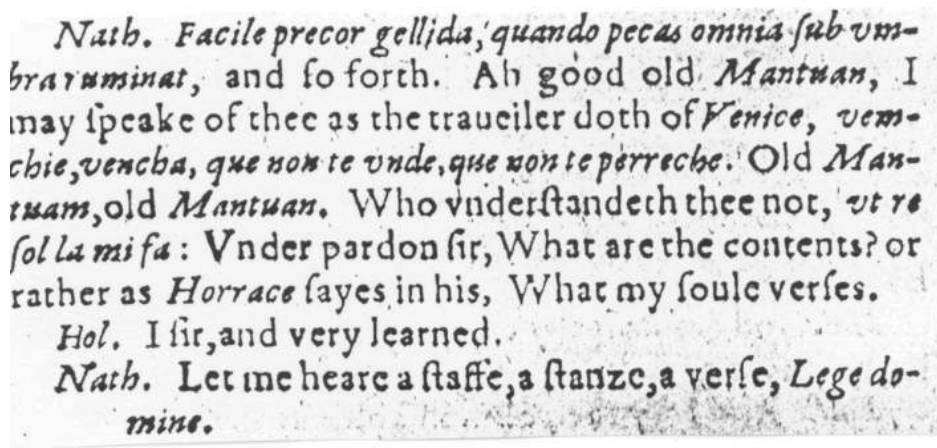 Nath. Facile precor gellida, quando pecas omnia ſub vm-
bra ruminat, and ſo forth. Ah good old Mantuan, I
may ſpeake of thee as the traueiler doth of Venice, vem-
chie, vencha, que non te vnde, que non te perreche. Old Man-
tuam, old Mantuan. Who vnderſtandeth thee not, vt re
ſol la mi fa: Vnder pardon ſir, What are the contents? or
rather as Horrace ſayes in his, What my ſoule verſes.
Hol. I ſir, and very learned.
Nath. Let me heare a ſtaffe, a ſtanze, a verſe, Lege do-
mine.